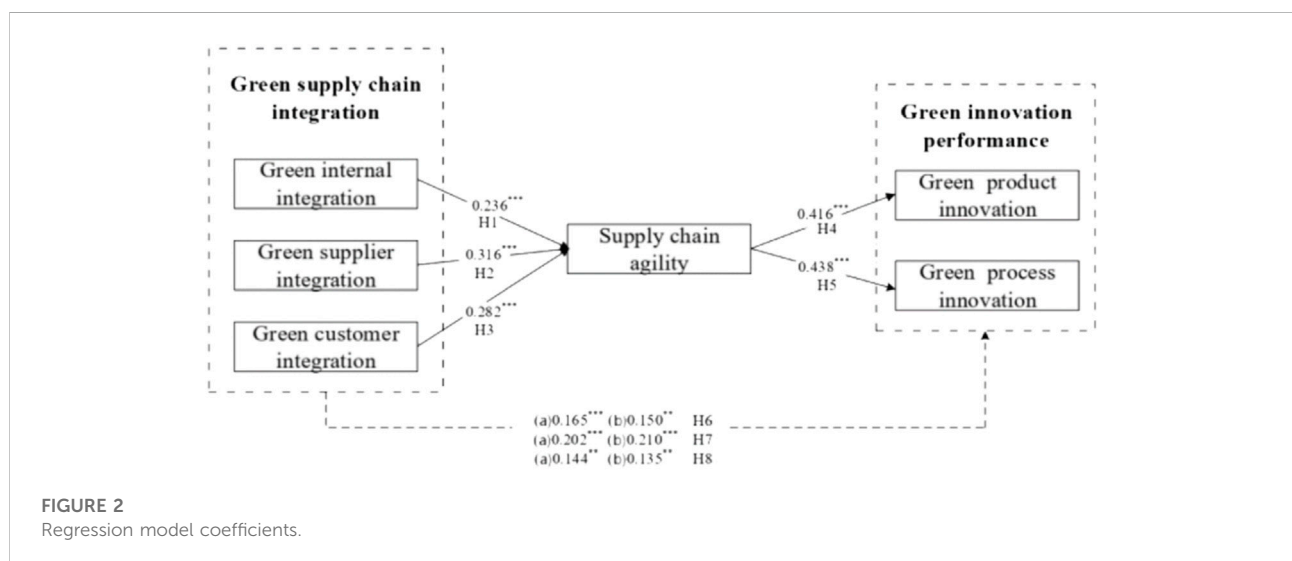 Green supply chain
integration
Green internal
integration
Green supplier
integration
Green customer
integration
0.236***
H1
0.316***
H2
0.282***
H3
Supply chain
agility
0.416***
H4
0.438***
H5
Green innovation
performance
Green product
innovation
Green process
innovation
(a)0.165*** (b)0.150** H6
(a)0.202*** (b)0.210*** H7
(a)0.144** (b)0.135** H8
FIGURE 2
Regression model coefficients.